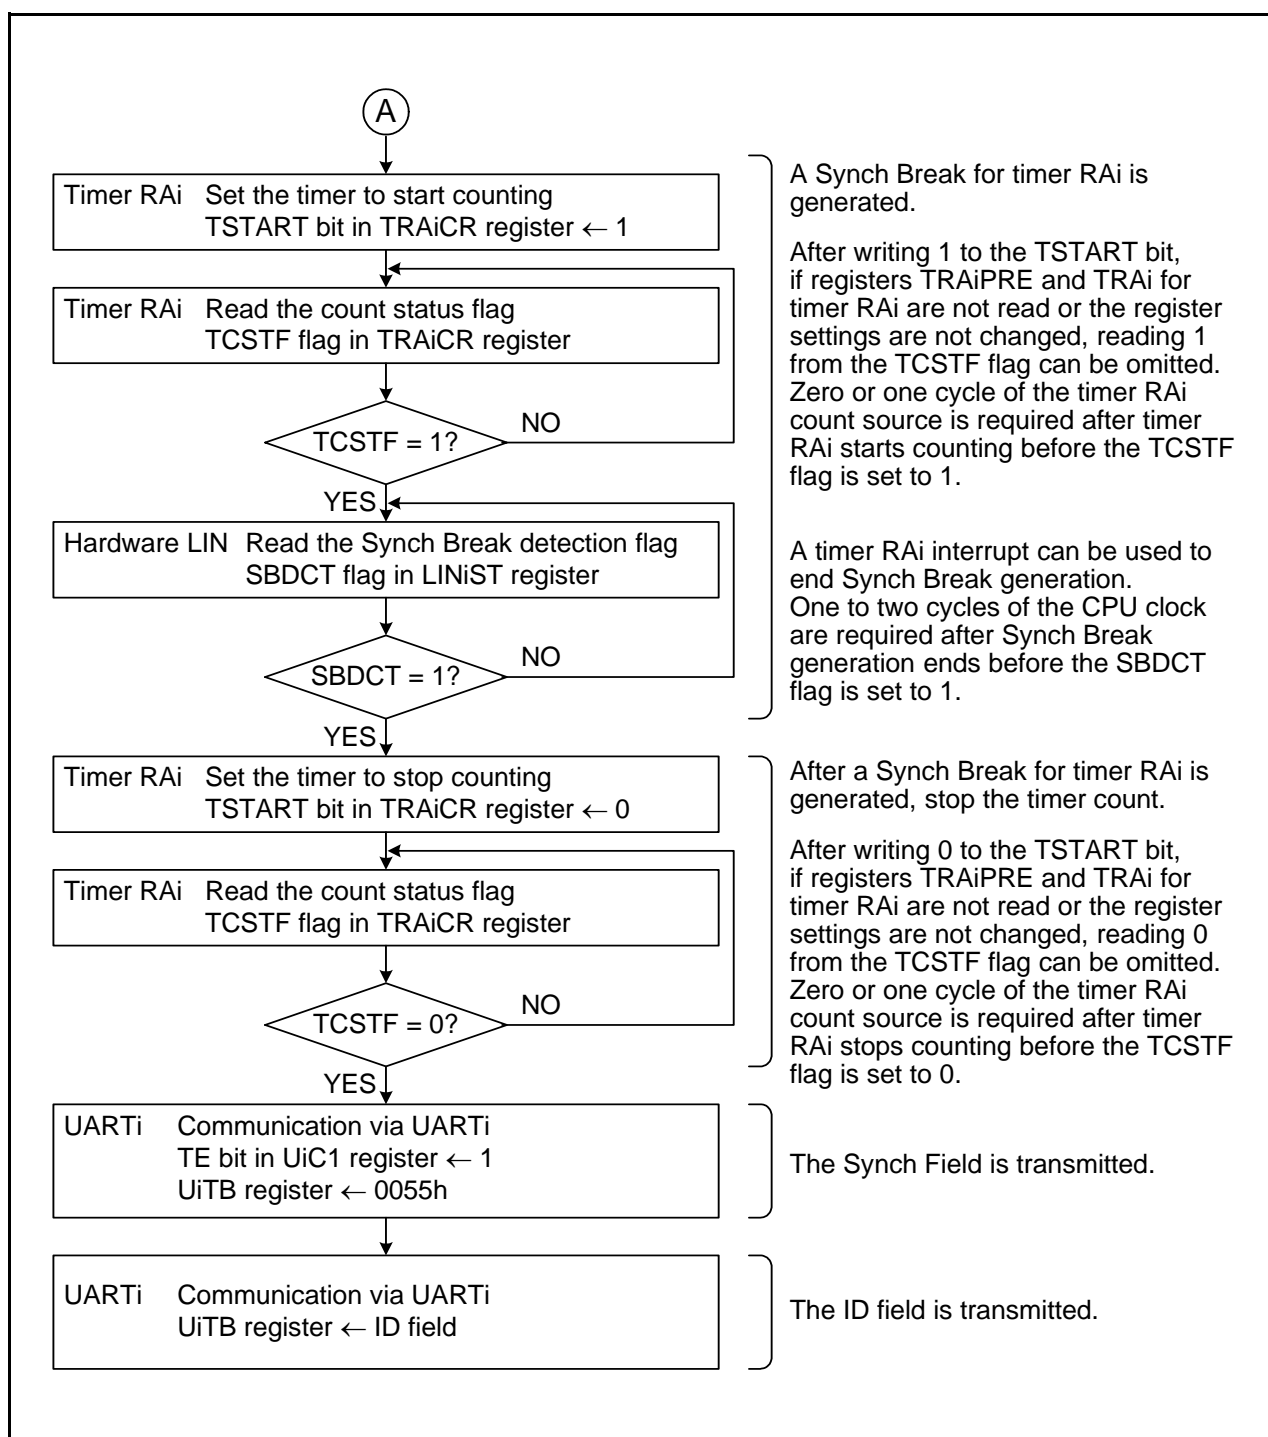 A
Timer RAi Set the timer to start counting
TSTART bit in TRAiCR register ← 1
Timer RAi Read the count status flag
TCSTF flag in TRAiCR register
TCSTF = 1?
NO
YES
Hardware LIN Read the Synch Break detection flag
SBDCT flag in LINiST register
SBDCT = 1?
NO
YES
A Synch Break for timer RAi is
generated.
After writing 1 to the TSTART bit,
if registers TRAiPRE and TRAi for
timer RAi are not read or the register
settings are not changed, reading 1
from the TCSTF flag can be omitted.
Zero or one cycle of the timer RAi
count source is required after timer
RAi starts counting before the TCSTF
flag is set to 1.
A timer RAi interrupt can be used to
end Synch Break generation.
One to two cycles of the CPU clock
are required after Synch Break
generation ends before the SBDCT
flag is set to 1.
Timer RAi Set the timer to stop counting
TSTART bit in TRAiCR register ← 0
Timer RAi Read the count status flag
TCSTF flag in TRAiCR register
TCSTF = 0?
NO
YES
After a Synch Break for timer RAi is
generated, stop the timer count.
After writing 0 to the TSTART bit,
if registers TRAiPRE and TRAi for
timer RAi are not read or the register
settings are not changed, reading 0
from the TCSTF flag can be omitted.
Zero or one cycle of the timer RAi
count source is required after timer
RAi stops counting before the TCSTF
flag is set to 0.
UARTi Communication via UARTi
TE bit in UiC1 register ← 1
UiTB register ← 0055h
The Synch Field is transmitted.
UARTi Communication via UARTi
UiTB register ← ID field
The ID field is transmitted.